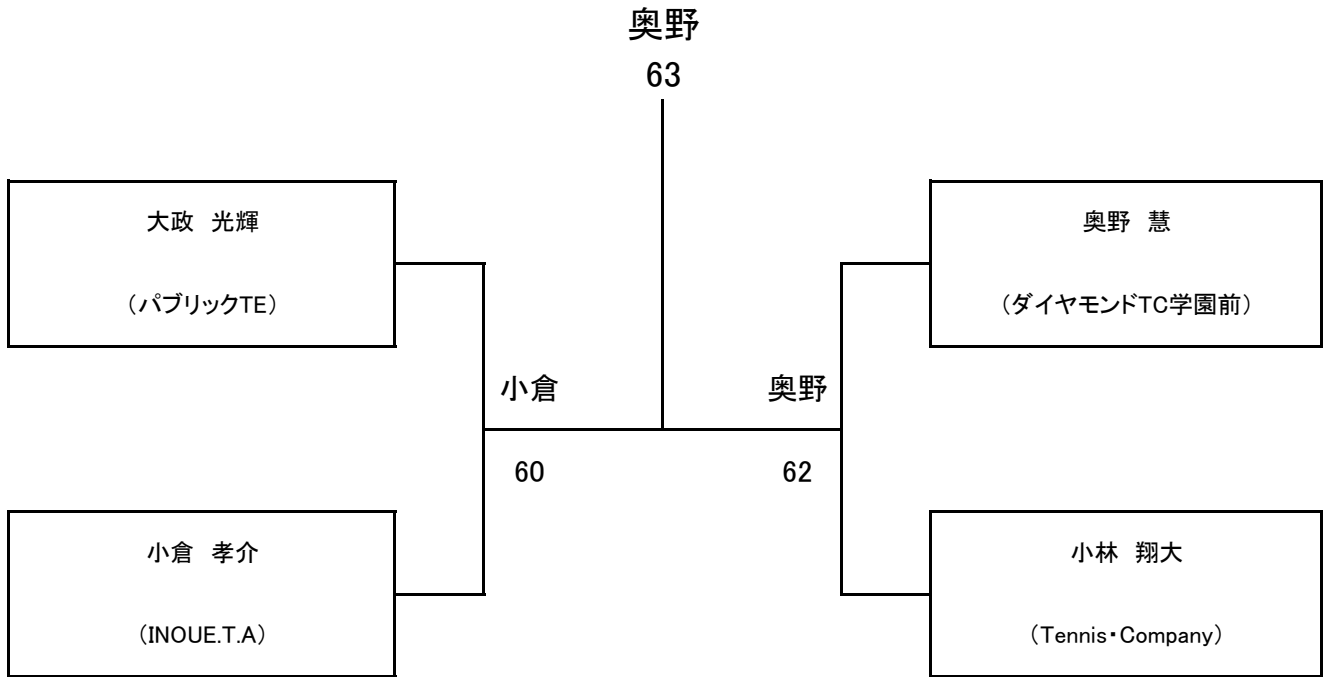 奥野
63
大政　光輝
（パブリックTE）
奥野　慧
（ダイヤモンドTC学園前）
小倉
奥野
60
62
小倉　孝介
（INOUE.T.A）
小林　翔大
（Tennis・Company）